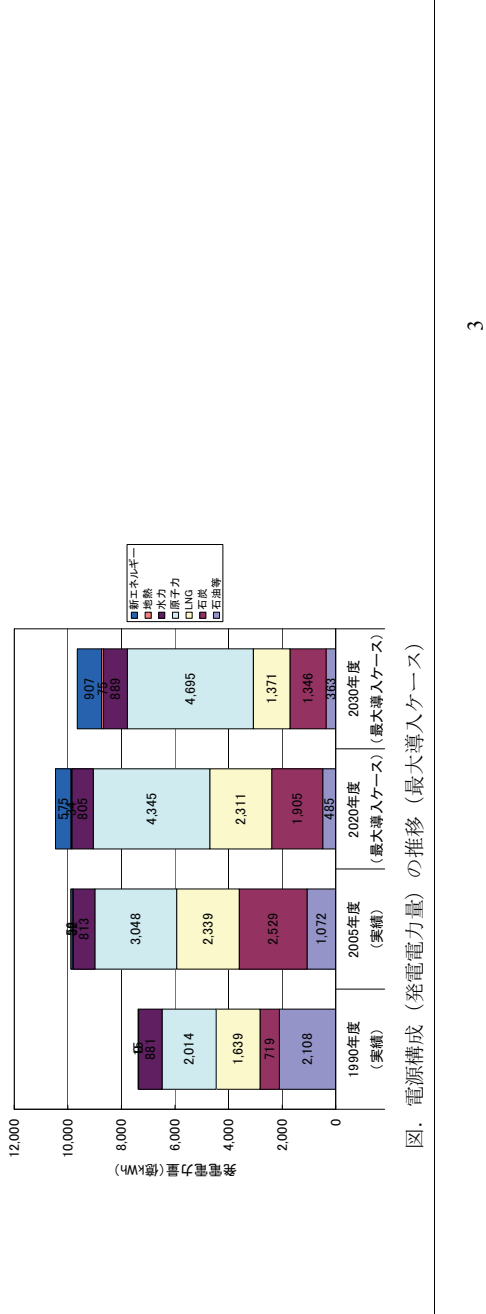 12,000
10,000
8,000
6,000
4,000
2,000
0
発電電力量(億kWh)
881
2,014
1,639
719
2,108
813
3,048
2,339
2,529
1,072
575
805
4,345
2,311
1,905
485
907
75
889
4,695
1,371
1,346
363
1990年度
(実績)
2005年度
(実績)
2020年度
(最大導入ケース)
2030年度
(最大導入ケース)
新エネルギー
地熱
水力
原子力
LNG
石炭
石油等
図. 電源構成（発電電力量）の推移（最大導入ケース）
3